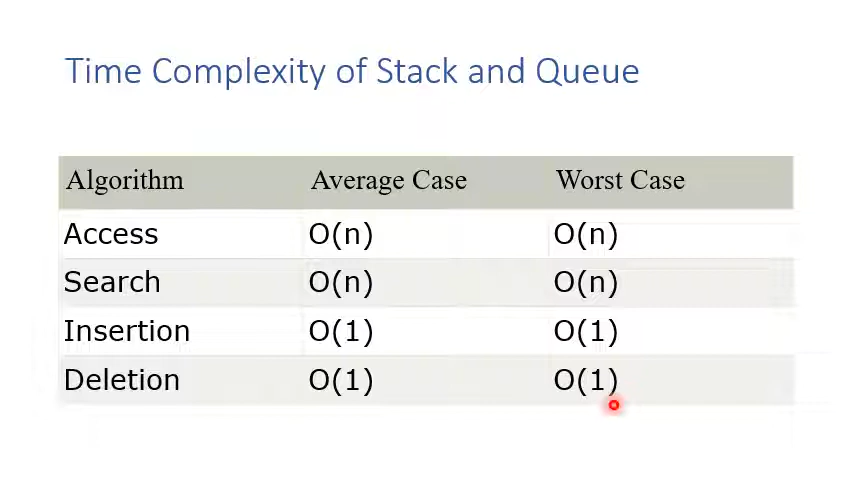 Time Complexity of Stack and Queue
Algorithm Average Case Worst Case
Access O(n) O(n)
Search O(n) O(n)
Insertion O(1) O(1)
Deletion O(1) O(1)